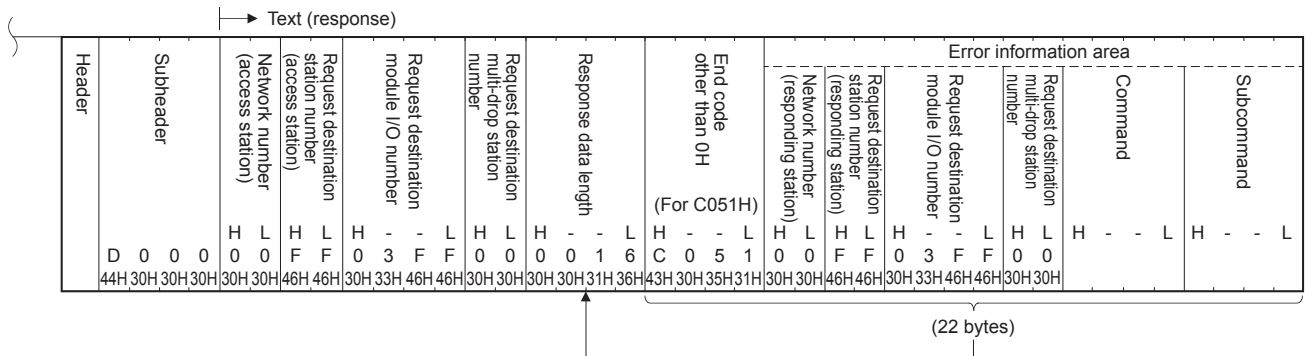 Text (response)
Error information area
Header
Subheader
Network number
(access station)
Request destination
station number
(access station)
Request destination
module I/O number
Request destination
multi-drop station
number
Response data length
End code
other than 0H
(For C051H)
Network number
(responding station)
Request destination
station number
(responding station)
Request destination
module I/O number
Request destination
multi-drop station
number
Command
Subcommand
H L H L H - - L H L H - - L H - - L H L H L H - - L H L H - - L H - - L
D 0 0 0 0 0 F F 0 3 F F 0 0 0 0 1 6 C 0 5 1 0 0 F F 0 3 F F 0 0
44H 30H 30H 30H 30H 30H 46H 46H 30H 33H 46H 46H 30H 30H 30H 30H 31H 36H 43H 30H 35H 31H 30H 30H 46H 46H 30H 33H 46H 46H 30H 30H
(22 bytes)